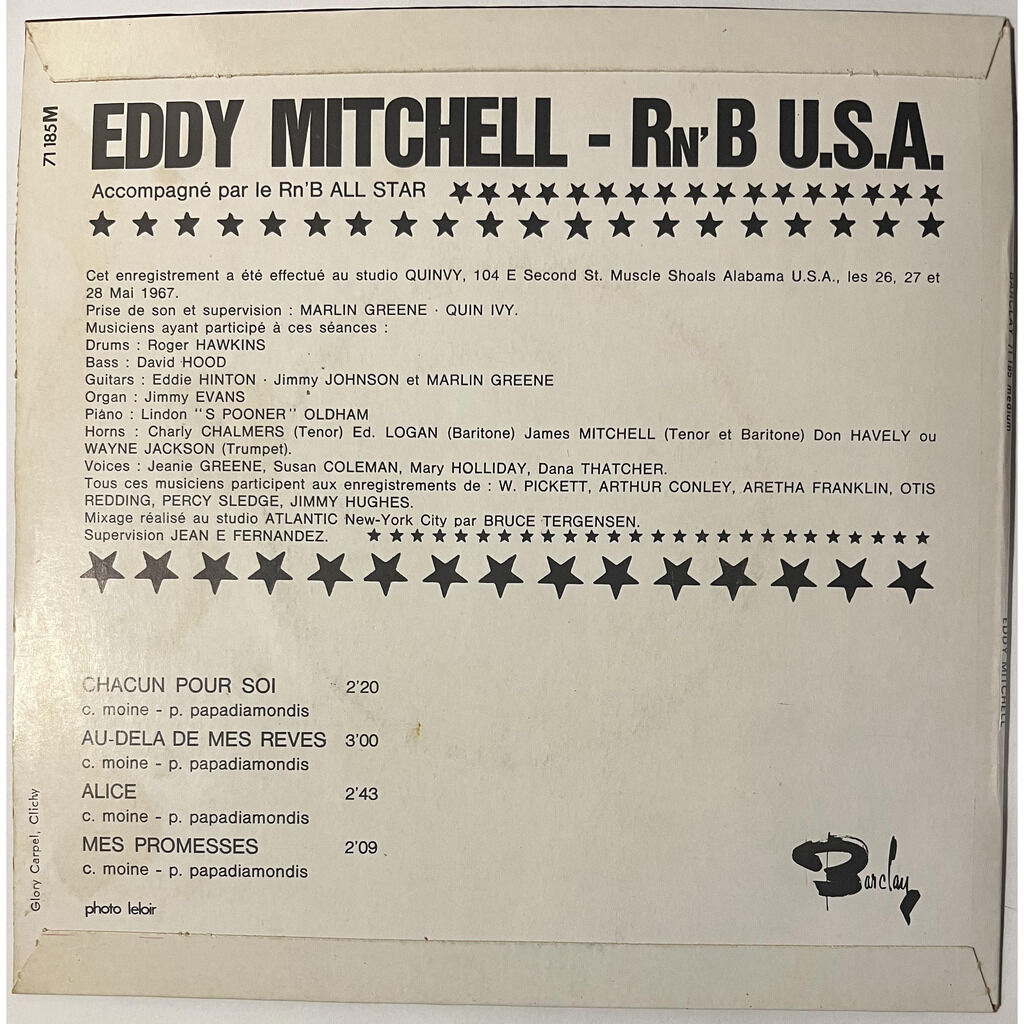 71 185M
EDDY MITCHELL - Rn' B U.S.A.
Accompagné par le Rn'B ALL STAR
Cet enregistrement a été effectué au studio QUINVY, 104 E Second St. Muscle Shoals Alabama U.S.A., les 26, 27 et
28 Mai 1967.
Prise de son et supervision : MARLIN GREENE · QUIN IVY.
Musiciens ayant participé à ces séances :
Drums : Roger HAWKINS
Bass : David HOOD
Guitars : Eddie HINTON · Jimmy JOHNSON et MARLIN GREENE
Organ : Jimmy EVANS
Piano : Lindon "S POONER" OLDHAM
Horns : Charly CHALMERS (Tenor) Ed. LOGAN (Baritone) James MITCHELL (Tenor et Baritone) Don HAVELY ou
WAYNE JACKSON (Trumpet).
Voices : Jeanie GREENE, Susan COLEMAN, Mary HOLLIDAY, Dana THATCHER.
Tous ces musiciens participent aux enregistrements de : W. PICKETT, ARTHUR CONLEY, ARETHA FRANKLIN, OTIS
REDDING, PERCY SLEDGE, JIMMY HUGHES.
Mixage réalisé au studio ATLANTIC New-York City par BRUCE TERGENSEN.
Supervision JEAN E FERNANDEZ.
CHACUN POUR SOI 2'20
c. moine - p. papadiamondis
AU-DELA DE MES REVES 3'00
c. moine - p. papadiamondis
ALICE 2'43
c. moine - p. papadiamondis
MES PROMESSES 2'09
c. moine - p. papadiamondis
photo leloir
Glory Carpel, Clichy
Barclay
BARCLAY 71 185 medium
EDDY MITCHELL